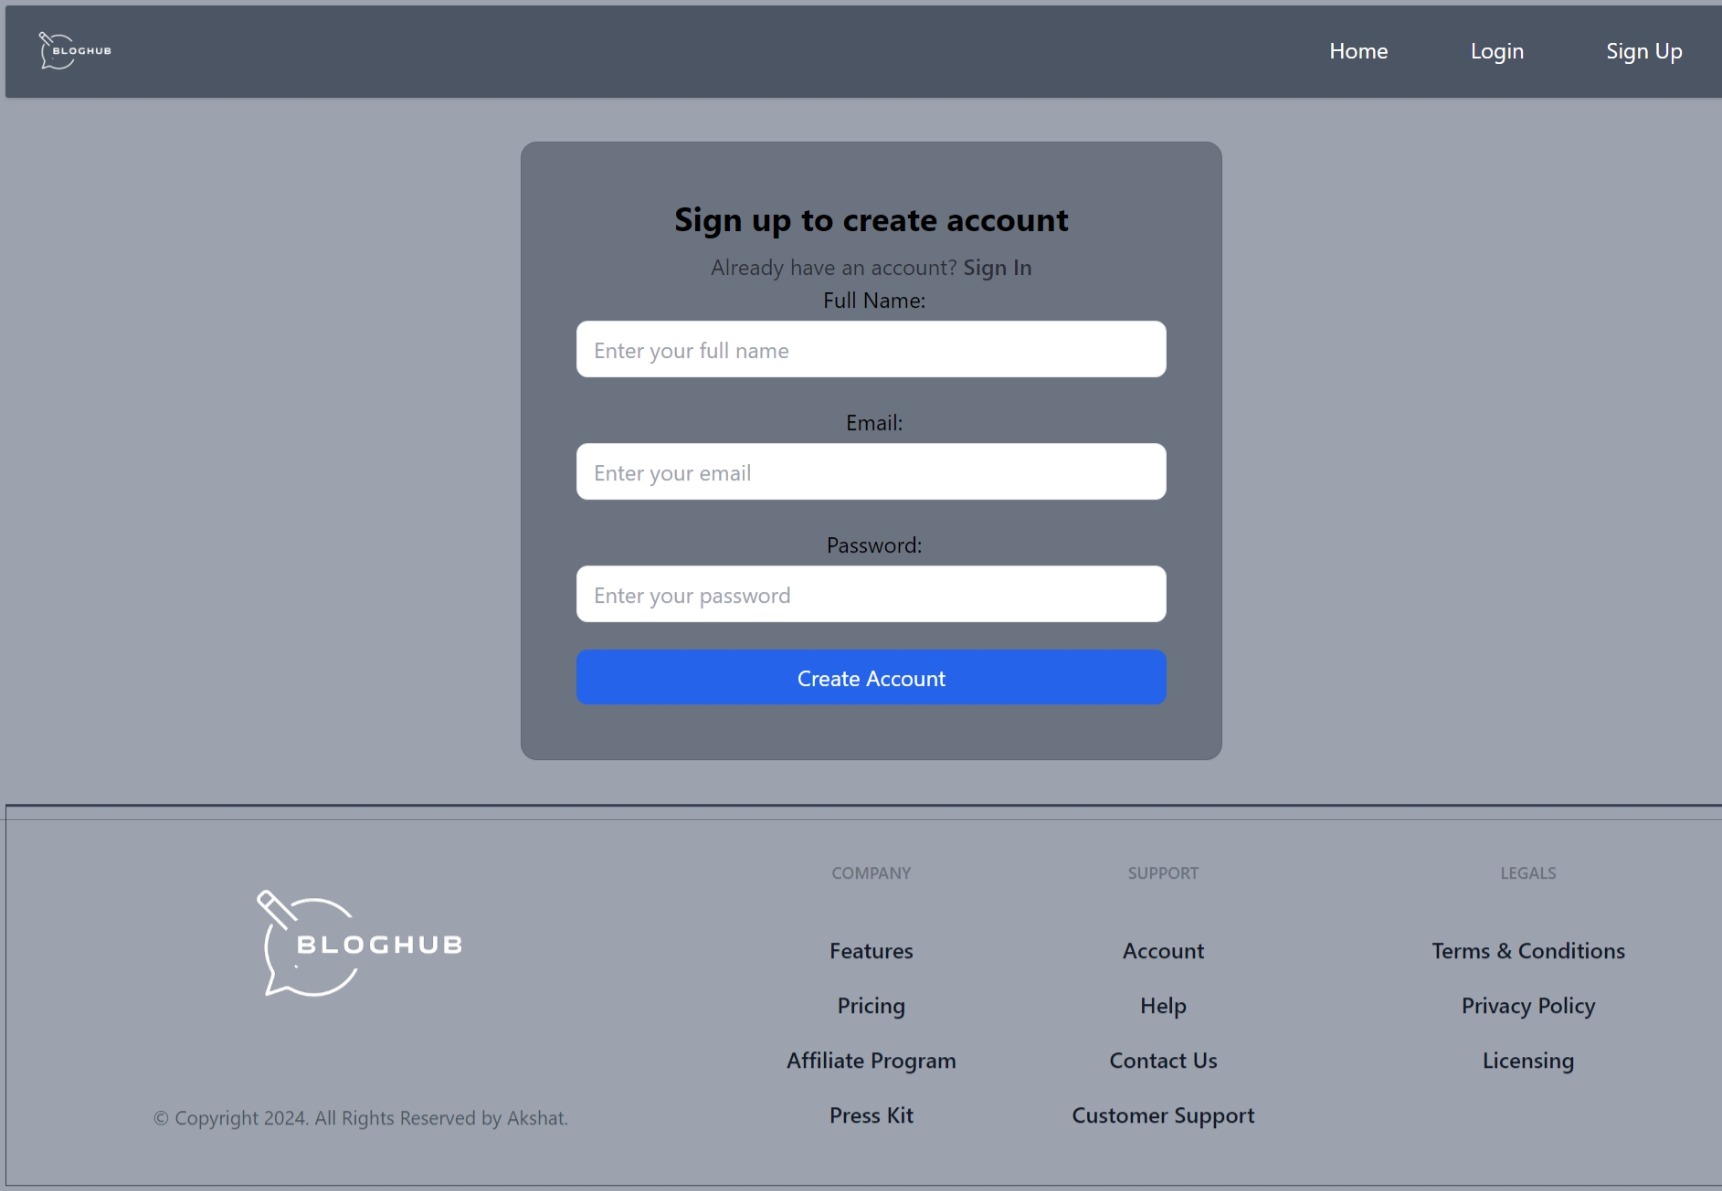 BLOGHUB
Home
Login
Sign Up
Sign up to create account
Already have an account? Sign In
Full Name:
Enter your full name
Email:
Enter your email
Password:
Enter your password
Create Account
BLOGHUB
© Copyright 2024. All Rights Reserved by Akshat.
COMPANY
Features
Pricing
Affiliate Program
Press Kit
SUPPORT
Account
Help
Contact Us
Customer Support
LEGALS
Terms & Conditions
Privacy Policy
Licensing